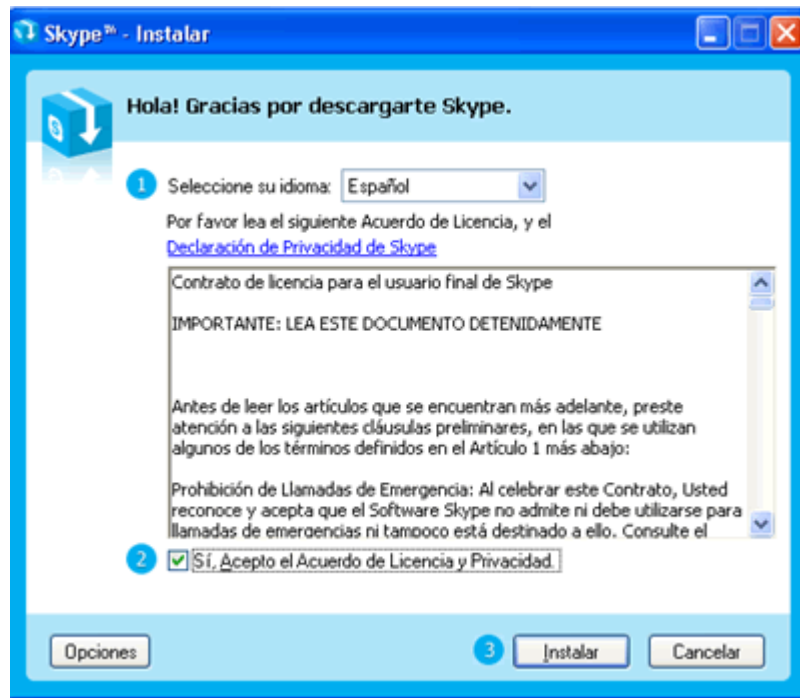 Skype™ - Instalar
Hola! Gracias por descargarte Skype.
1 Seleccione su idioma: Español
Por favor lea el siguiente Acuerdo de Licencia, y el
Declaración de Privacidad de Skype
Contrato de licencia para el usuario final de Skype
IMPORTANTE: LEA ESTE DOCUMENTO DETENIDAMENTE
Antes de leer los artículos que se encuentran más adelante, preste
atención a las siguientes cláusulas preliminares, en las que se utilizan
algunos de los términos definidos en el Artículo 1 más abajo:
Prohibición de Llamadas de Emergencia: Al celebrar este Contrato, Usted
reconoce y acepta que el Software Skype no admite ni debe utilizarse para
llamadas de emergencias ni tampoco está destinado a ello. Consulte el
2 Sí, Acepto el Acuerdo de Licencia y Privacidad.
Opciones 3 Instalar Cancelar